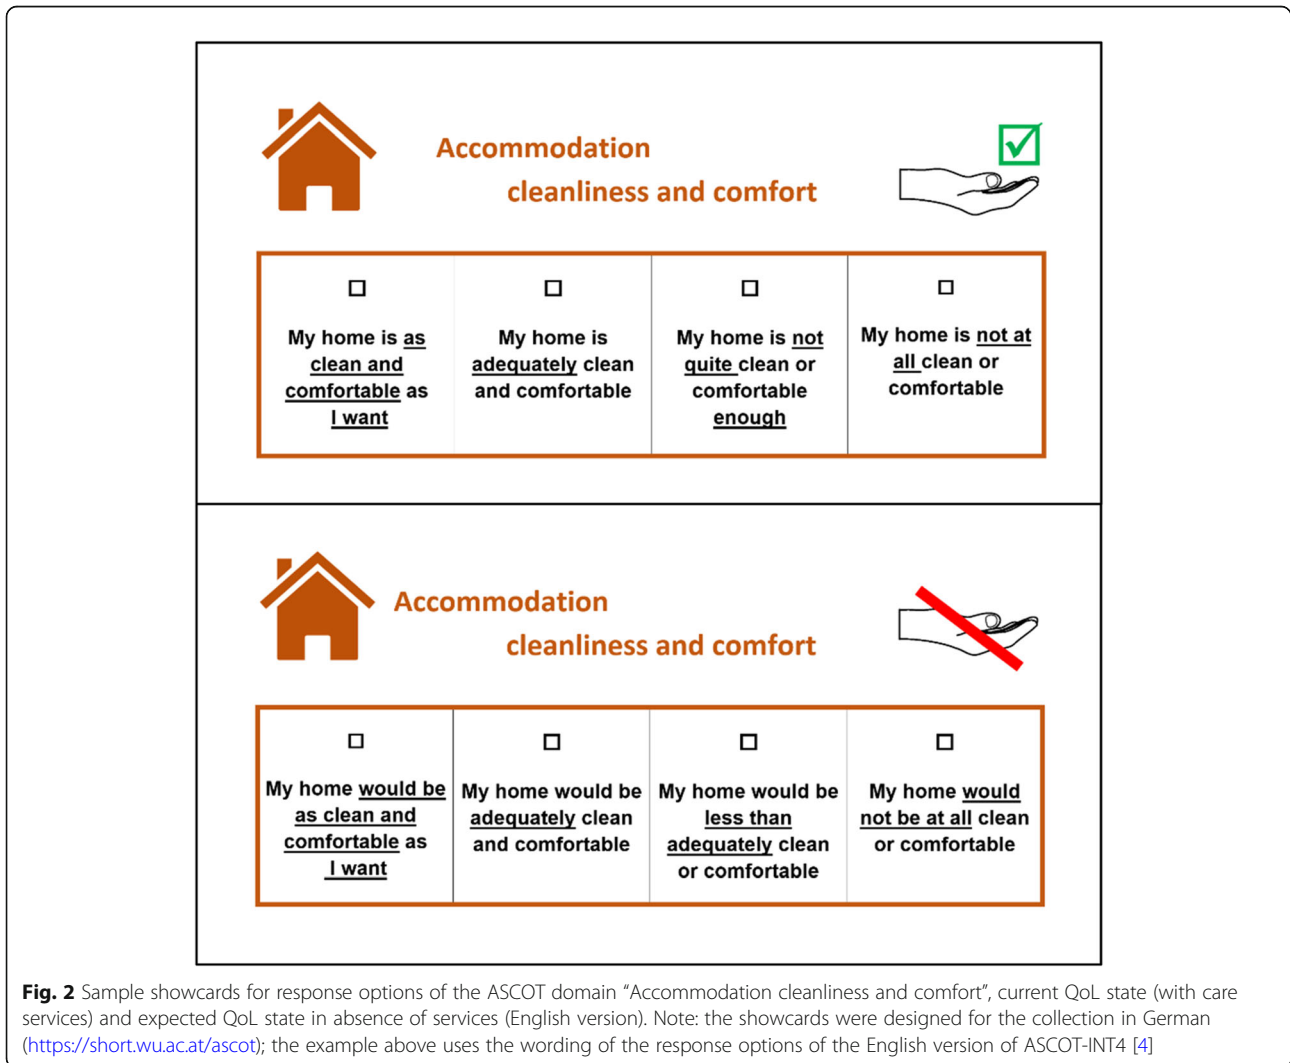 Accommodation
cleanliness and comfort
My home is as
clean and
comfortable as
I want
My home is
adequately clean
and comfortable
My home is not
quite clean or
comfortable
enough
My home is not at
all clean or
comfortable
Accommodation
cleanliness and comfort
My home would be
as clean and
comfortable as
I want
My home would be
adequately clean
and comfortable
My home would be
less than
adequately clean
or comfortable
My home would
not be at all clean
or comfortable
Fig. 2 Sample showcards for response options of the ASCOT domain “Accommodation cleanliness and comfort”, current QoL state (with care
services) and expected QoL state in absence of services (English version). Note: the showcards were designed for the collection in German
(https://short.wu.ac.at/ascot); the example above uses the wording of the response options of the English version of ASCOT-INT4 [4]